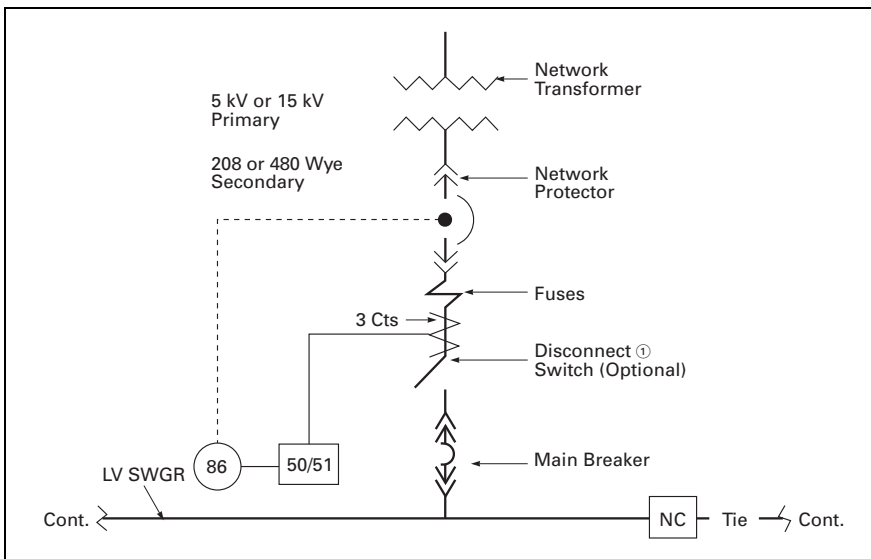 Network
Transformer
5 kV or 15 kV
Primary
208 or 480 Wye
Secondary
Network
Protector
Fuses
3 Cts
Disconnect ①
Switch (Optional)
86
50/51
Main Breaker
LV SWGR
Cont.
NC
Tie
Cont.